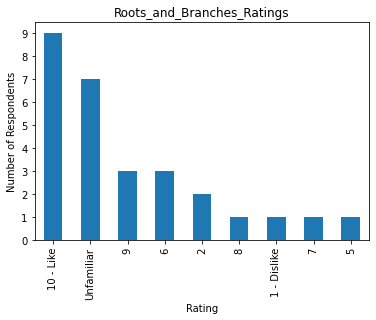 Roots_and_Branches_Ratings
Number of Respondents
9
8
7
6
5
4
3
2
1
0
10 - Like
Unfamiliar
9
6
2
8
1 - Dislike
7
5
Rating